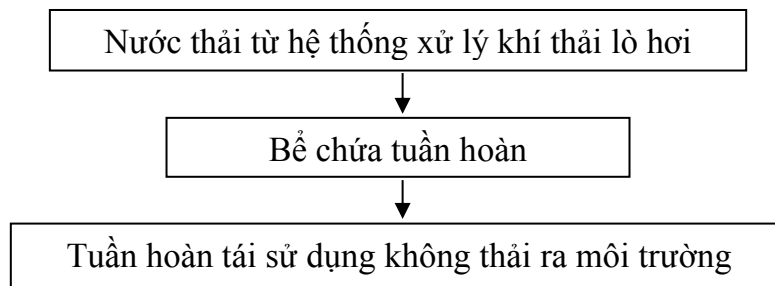 Nước thải từ hệ thống xử lý khí thải lò hơi
Bể chứa tuần hoàn
Tuần hoàn tái sử dụng không thải ra môi trường